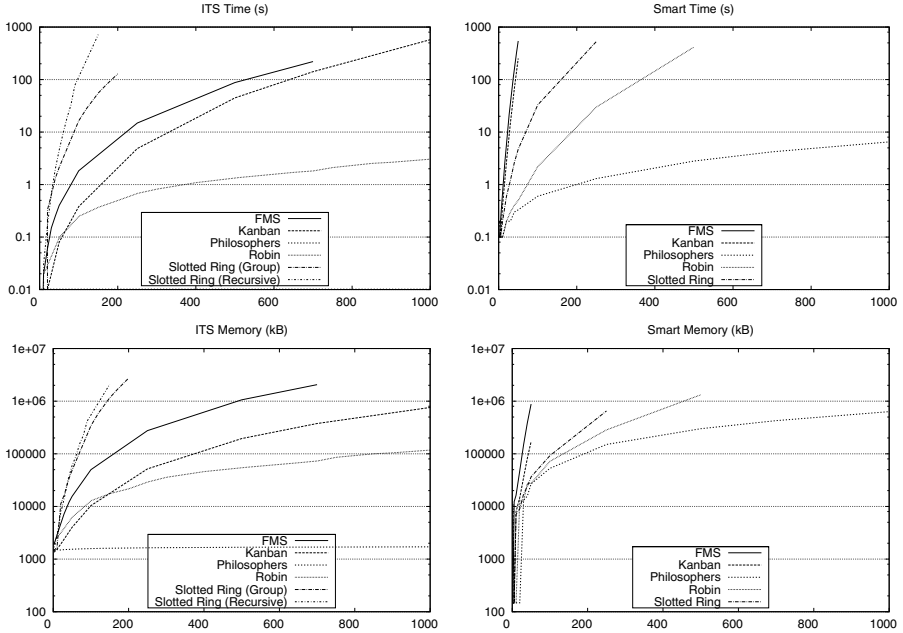 ITS Time (s)
1000
100
10
1
0.1
0.01
0
200
400
600
800
1000
FMS
Kanban
Philosophers
Robin
Slotted Ring (Group)
Slotted Ring (Recursive)
Smart Time (s)
1000
100
10
1
0.1
0.01
0
200
400
600
800
1000
FMS
Kanban
Philosophers
Robin
Slotted Ring
ITS Memory (kB)
1e+07
1e+06
100000
10000
1000
100
0
200
400
600
800
1000
FMS
Kanban
Philosophers
Robin
Slotted Ring (Group)
Slotted Ring (Recursive)
Smart Memory (kB)
1e+07
1e+06
100000
10000
1000
100
0
200
400
600
800
1000
FMS
Kanban
Philosophers
Robin
Slotted Ring